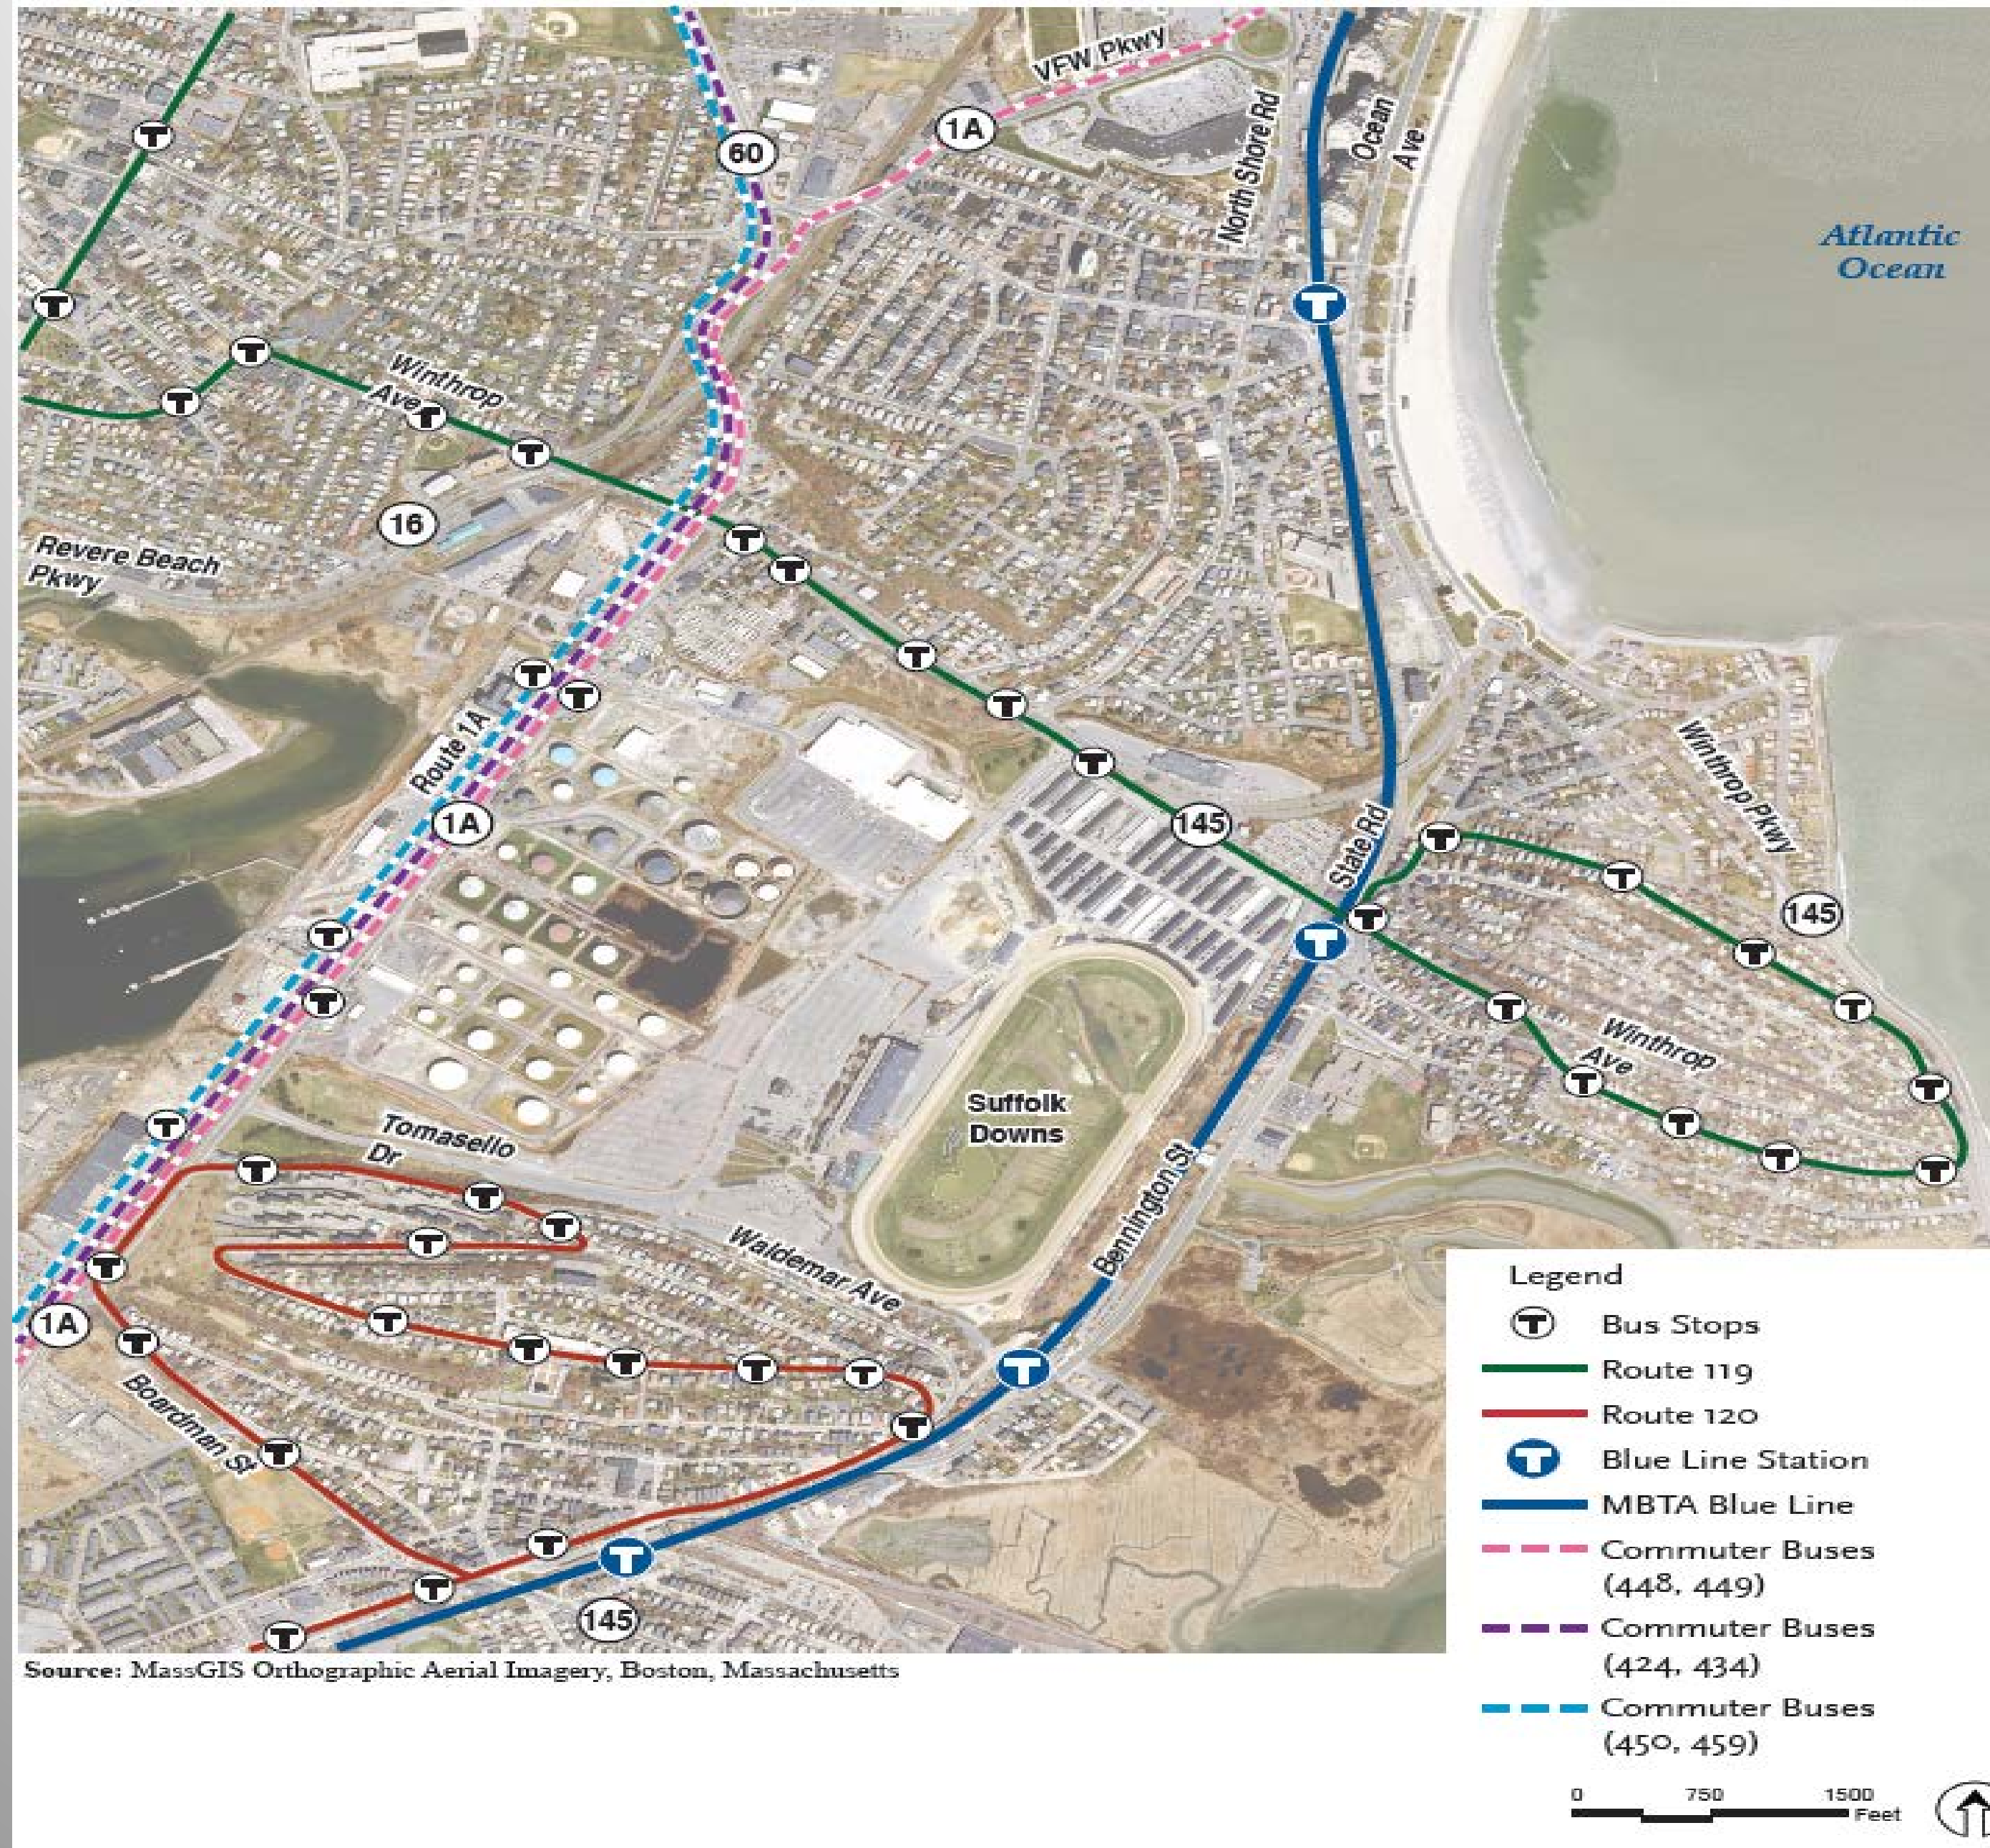 VFW Pkwy
1A
60
North Shore Rd
Ocean
Ave
Atlantic
Ocean
T
T
T
T
T
Winthrop
Ave
T
T
16
T
T
Revere Beach
Pkwy
T
T
T
T
T
Route 1A
1A
145
Winthrop Pkwy
State Rd
T
T
145
T
T
T
T
T
T
T
T
Winthrop
Ave
T
T
T
T
T
T
Suffolk
Downs
Tomasello
Dr
T
T
T
T
Waldemar Ave
Bennington St
T
1A
T
T
T
T
T
T
T
T
Boardman St
T
T
T
T
T
T
145
Legend
T Bus Stops
Route 119
Route 120
T Blue Line Station
MBTA Blue Line
Commuter Buses
(448, 449)
Commuter Buses
(424, 434)
Commuter Buses
(450, 459)
0 750 1500
Feet
Source: MassGIS Orthographic Aerial Imagery, Boston, Massachusetts